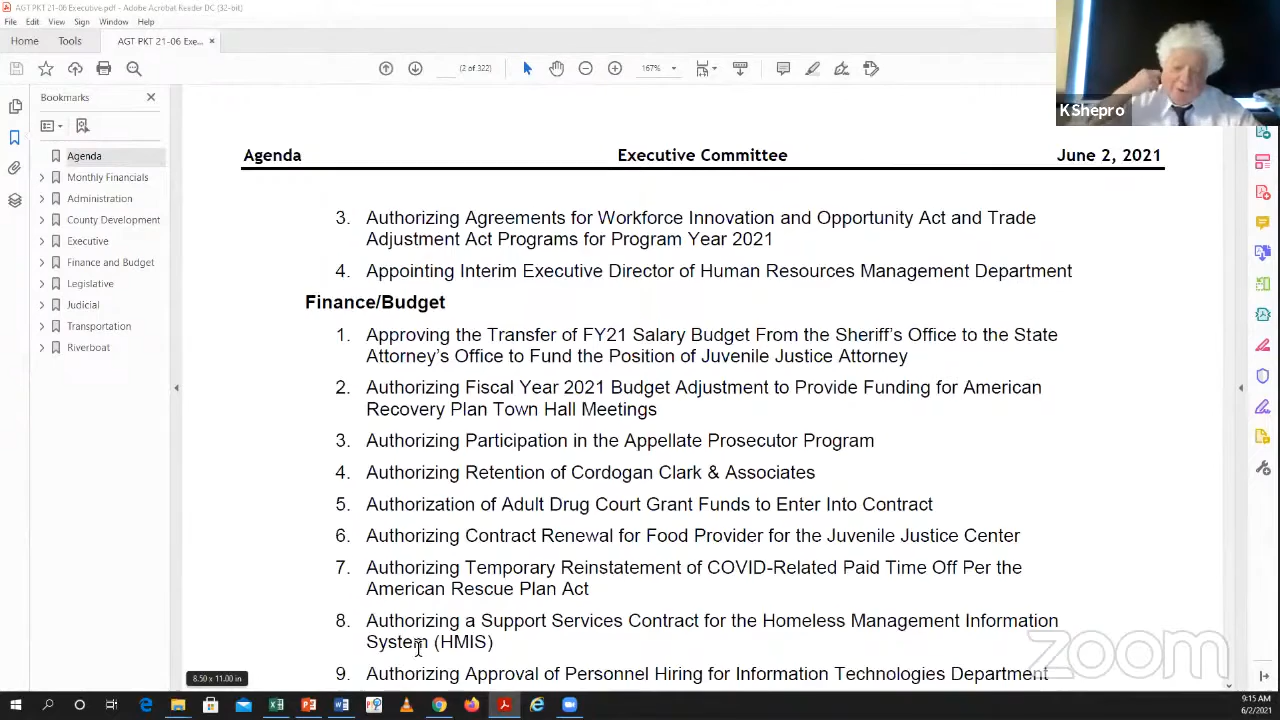 AGT PKT 21-06 Executive.pdf - Adobe Acrobat Reader DC (32-bit)
File Edit View Sign Window Help
Home Tools AGT PKT 21-06 Exe... ×
(2 of 322) 167%
KShepro
Bookmarks
Agenda
Monthly Financials
Administration
County Development
Executive
Finance and Budget
Legislative
Judicial
Transportation
Riverboat
Agenda Executive Committee June 2, 2021
3. Authorizing Agreements for Workforce Innovation and Opportunity Act and Trade
Adjustment Act Programs for Program Year 2021
4. Appointing Interim Executive Director of Human Resources Management Department
Finance/Budget
1. Approving the Transfer of FY21 Salary Budget From the Sheriff's Office to the State
Attorney's Office to Fund the Position of Juvenile Justice Attorney
2. Authorizing Fiscal Year 2021 Budget Adjustment to Provide Funding for American
Recovery Plan Town Hall Meetings
3. Authorizing Participation in the Appellate Prosecutor Program
4. Authorizing Retention of Cordogan Clark & Associates
5. Authorization of Adult Drug Court Grant Funds to Enter Into Contract
6. Authorizing Contract Renewal for Food Provider for the Juvenile Justice Center
7. Authorizing Temporary Reinstatement of COVID-Related Paid Time Off Per the
American Rescue Plan Act
8. Authorizing a Support Services Contract for the Homeless Management Information
System (HMIS)
9. Authorizing Approval of Personnel Hiring for Information Technologies Department
8.50 x 11.00 in
zoom
9:15 AM
6/2/2021